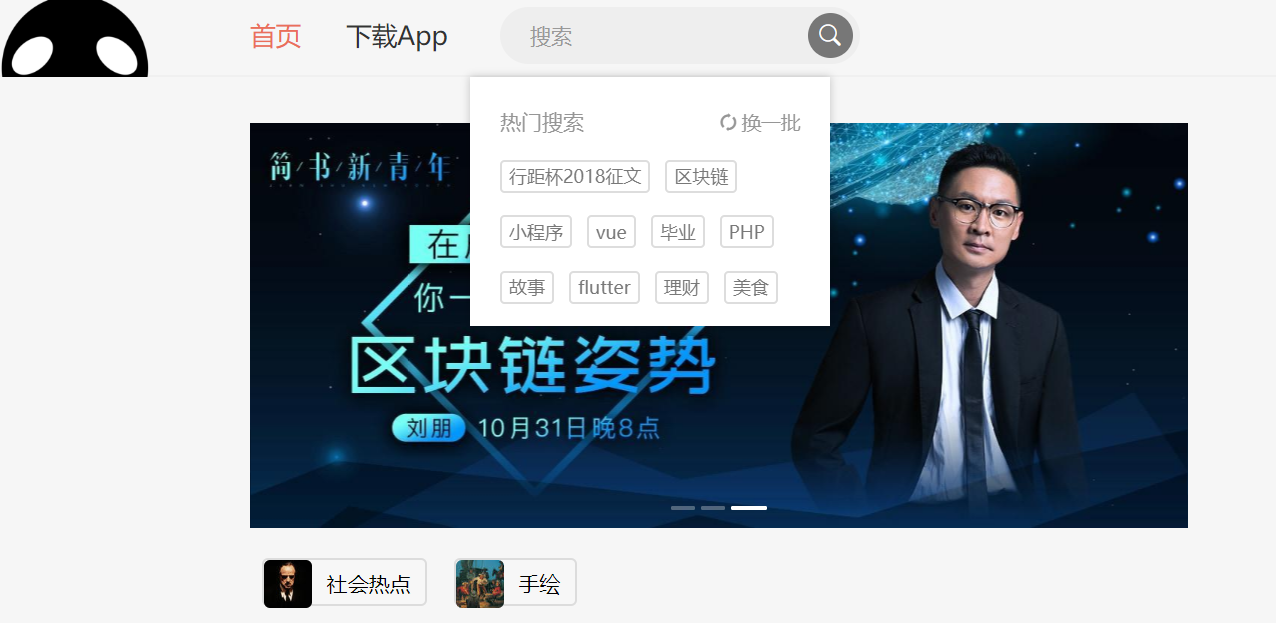 首页 下载App 搜索
热门搜索 换一批
简/书/新/青/年
行距杯2018征文 区块链
小程序 vue 毕业 PHP
在
故事 flutter 理财 美食
你一
区块链姿势
刘朋 10月31日晚8点
社会热点 手绘